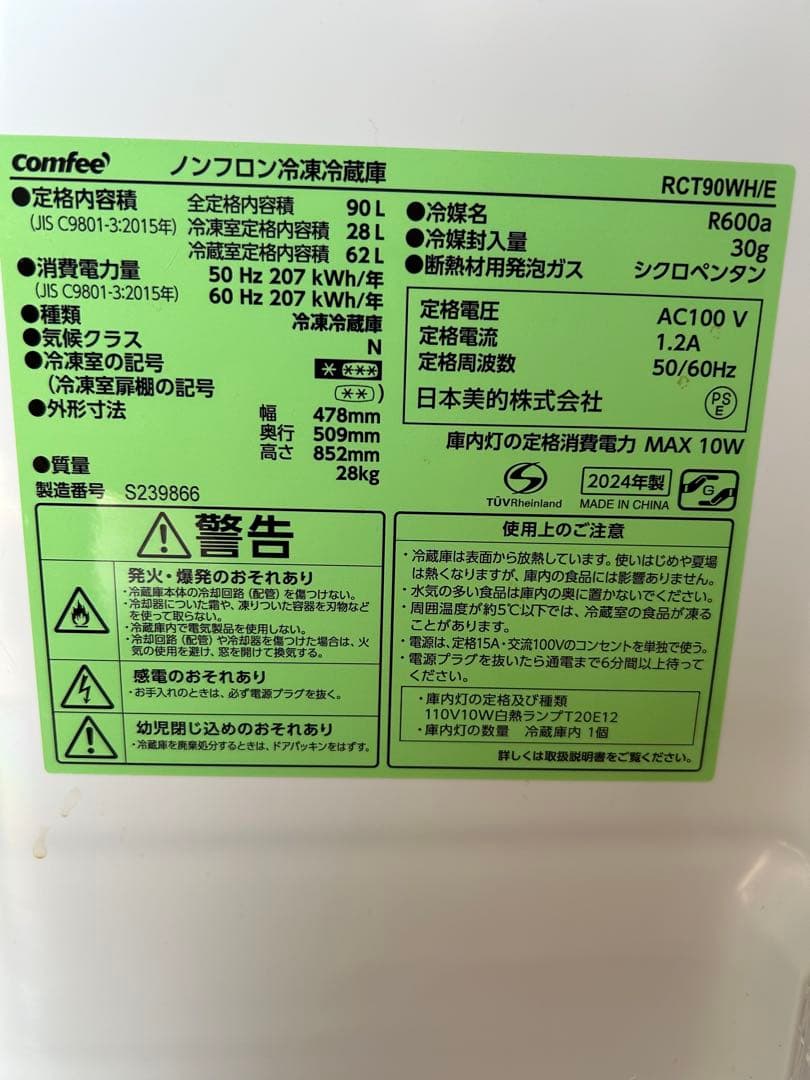 comfee'
ノンフロン冷凍冷蔵庫
RCT90WH/E
●定格内容積 全定格内容積 90 L
(JIS C9801-3:2015年) 冷凍室定格内容積 28 L
冷蔵室定格内容積 62 L
●消費電力量 50 Hz 207 kWh/年
(JIS C9801-3:2015年) 60 Hz 207 kWh/年
●種類 冷凍冷蔵庫
●気候クラス N
●冷凍室の記号
(冷凍室扉棚の記号 )
●外形寸法 幅 478mm
奥行 509mm
高さ 852mm
●質量 28kg
製造番号 S239866
●冷媒名 R600a
●冷媒封入量 30g
●断熱材用発泡ガス シクロペンタン
定格電圧 AC100 V
定格電流 1.2A
定格周波数 50/60Hz
日本美的株式会社 PSE
庫内灯の定格消費電力 MAX 10W
TÜVRheinland
2024年製
MADE IN CHINA
G
警告
発火・爆発のおそれあり
・冷蔵庫本体の冷却回路(配管)を傷つけない。
・冷却器についた霜や、凍りついた容器を刃物など
を使って取らない。
・冷蔵庫内で電気製品を使用しない。
・冷却回路(配管)や冷却器を傷つけた場合は、火
気の使用を避け、窓を開けて換気する。
感電のおそれあり
・お手入れのときは、必ず電源プラグを抜く。
幼児閉じ込めのおそれあり
・冷蔵庫を廃棄処分するときは、ドアパッキンをはずす。
使用上のご注意
・冷蔵庫は表面から放熱しています。使いはじめや夏場
は熱くなりますが、庫内の食品には影響ありません。
・水気の多い食品は庫内の奥に置かないでください。
・周囲温度が約5℃以下では、冷蔵室の食品が凍る
ことがあります。
・電源は、定格15A・交流100Vのコンセントを単独で使う。
・電源プラグを抜いたら通電まで6分間以上待って
ください。
・庫内灯の定格及び種類
110V10W白熱ランプT20E12
・庫内灯の数量 冷蔵庫内 1個
詳しくは取扱説明書をご覧ください。